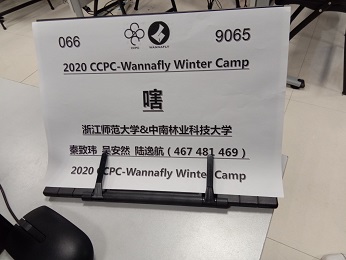 066 9065
CCPC WANNAFLY
2020 CCPC-Wannafly Winter Camp
嗐
浙江师范大学&中南林业科技大学
秦致玮 吴安然 陆逸航 (467 481 469)
2020 CCPC-Wannafly Winter Camp